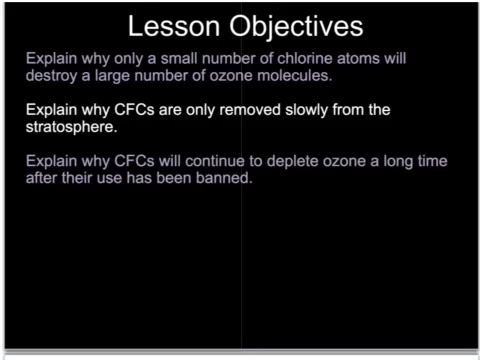 Lesson Objectives
Explain why only a small number of chlorine atoms will
destroy a large number of ozone molecules.
Explain why CFCs are only removed slowly from the
stratosphere.
Explain why CFCs will continue to deplete ozone a long time
after their use has been banned.